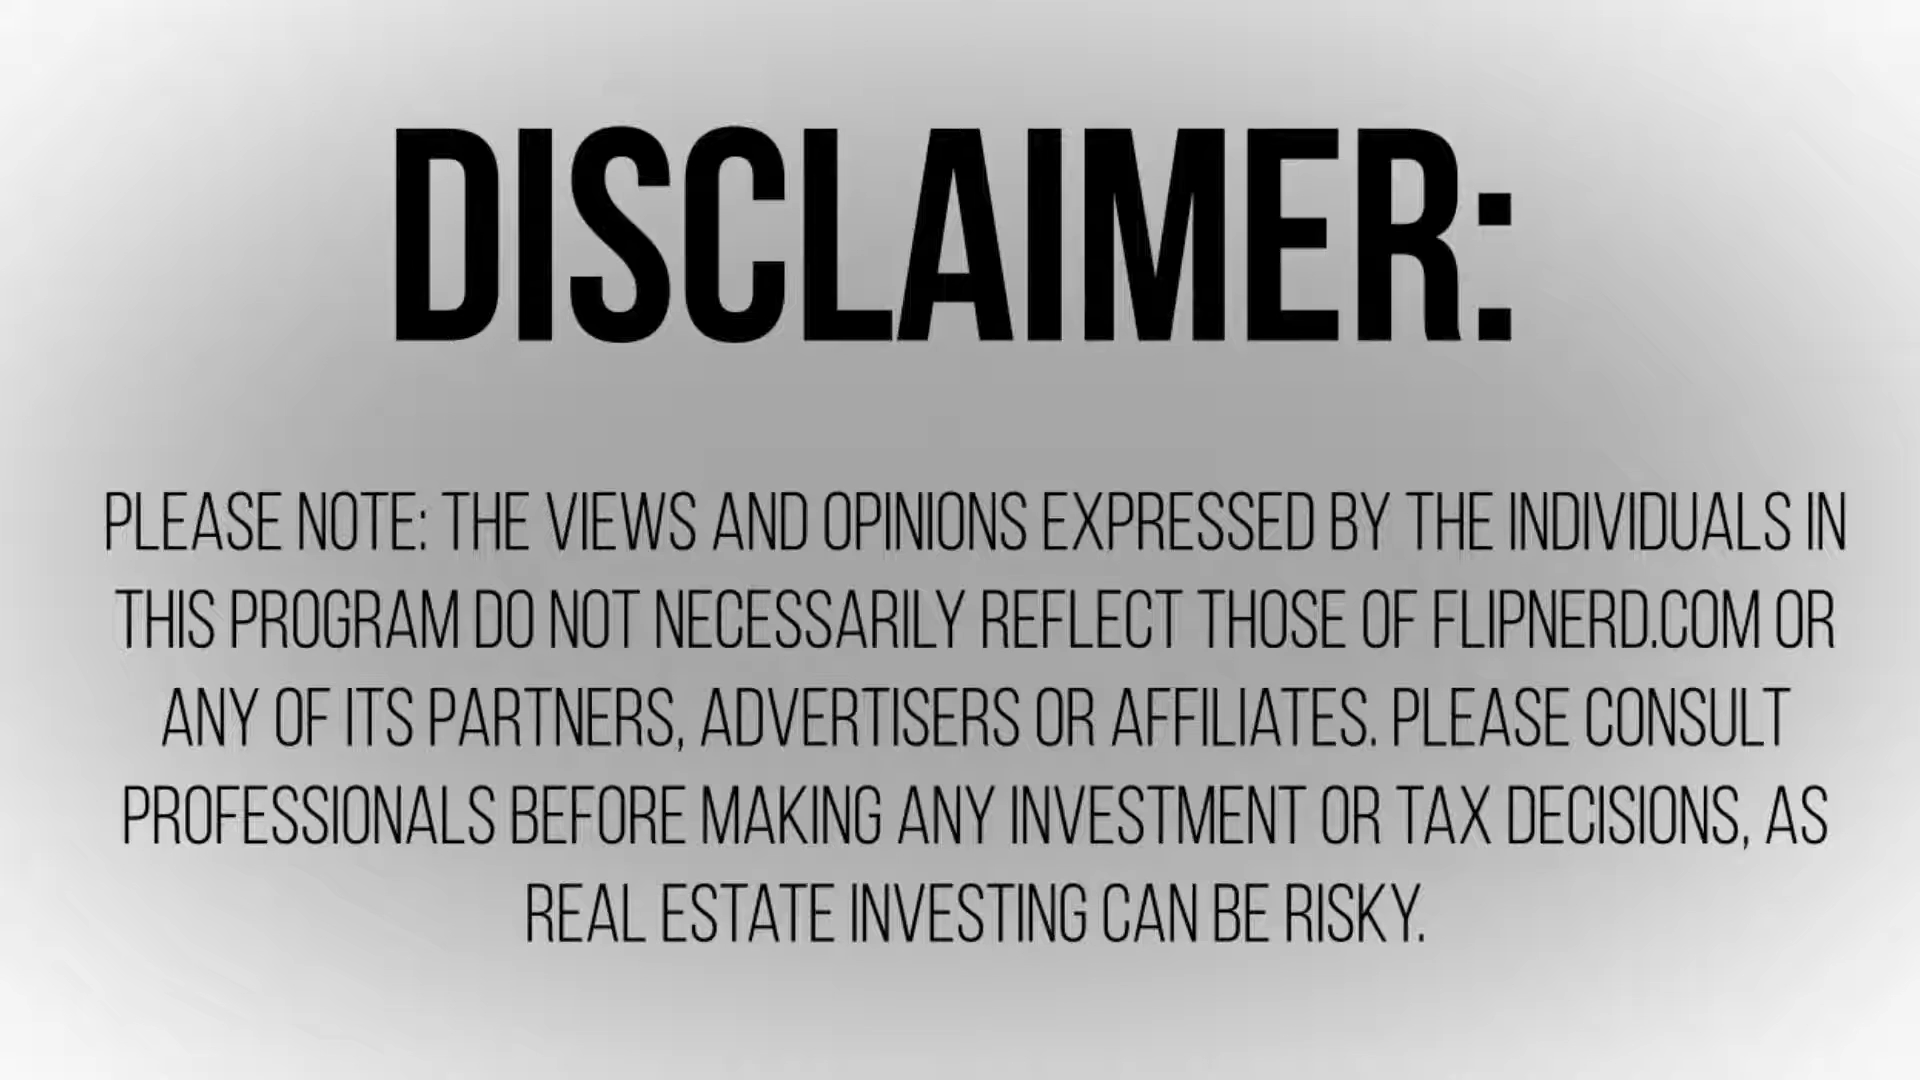 DISCLAIMER:
PLEASE NOTE: THE VIEWS AND OPINIONS EXPRESSED BY THE INDIVIDUALS IN
THIS PROGRAM DO NOT NECESSARILY REFLECT THOSE OF FLIPNERD.COM OR
ANY OF ITS PARTNERS, ADVERTISERS OR AFFILIATES. PLEASE CONSULT
PROFESSIONALS BEFORE MAKING ANY INVESTMENT OR TAX DECISIONS, AS
REAL ESTATE INVESTING CAN BE RISKY.